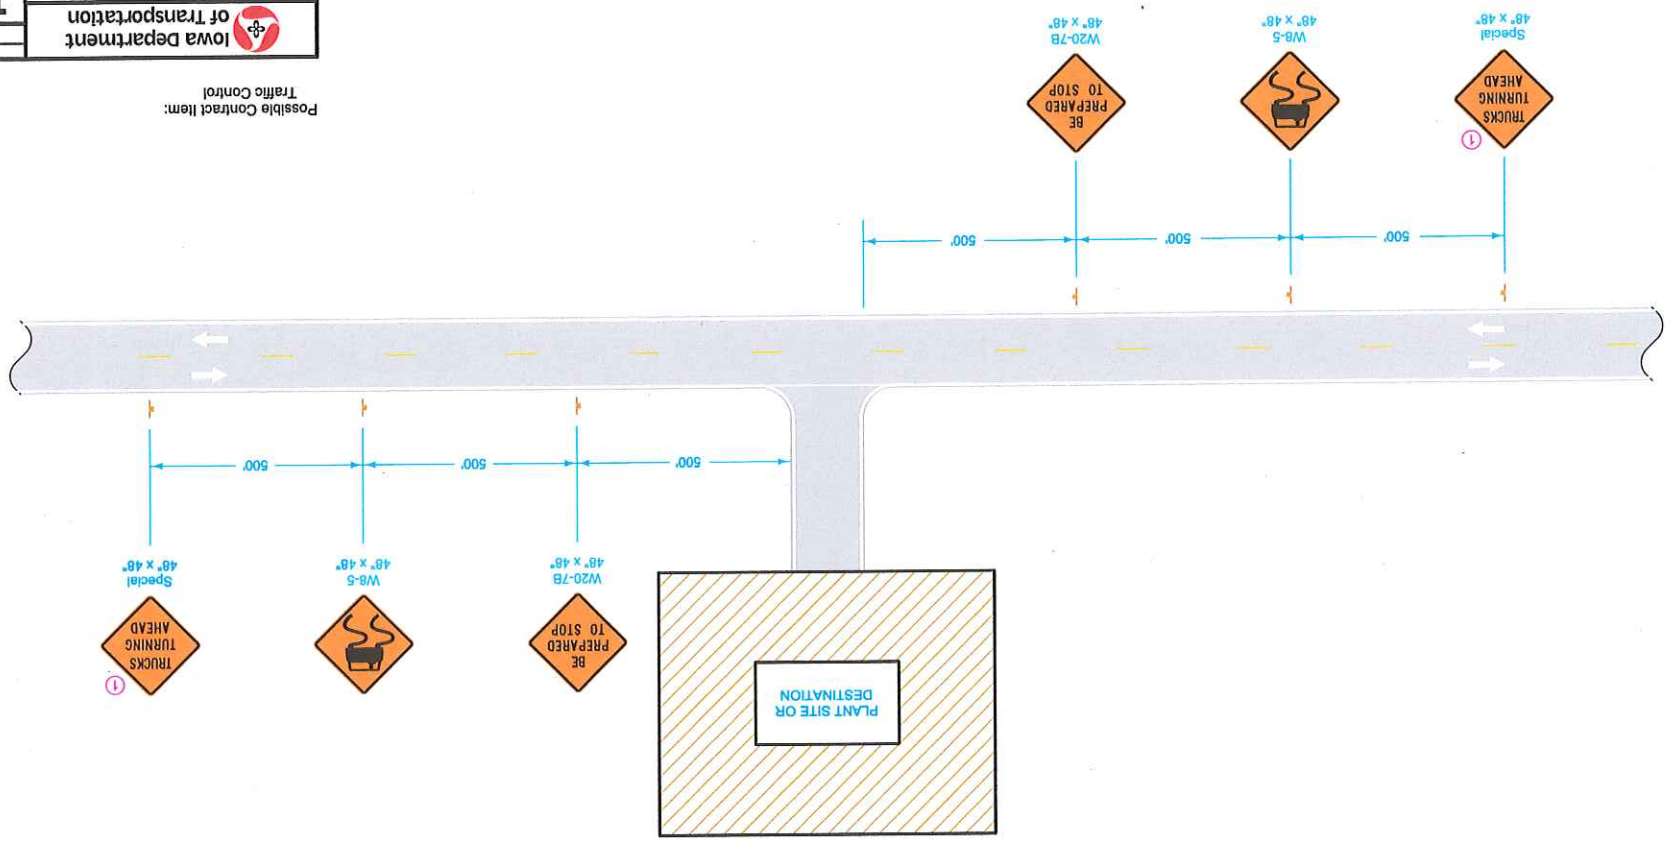 PLANT SITE OR
DESTINATION
BE
PREPARED
TO STOP
W20-7B
48" x 48"
W8-5
48" x 48"
1
TRUCKS
TURNING
AHEAD
Special
48" x 48"
500'
500'
500'
500'
500'
500'
1
TRUCKS
TURNING
AHEAD
Special
48" x 48"
W8-5
48" x 48"
BE
PREPARED
TO STOP
W20-7B
48" x 48"
Possible Contract Item:
Traffic Control
Iowa Department
of Transportation